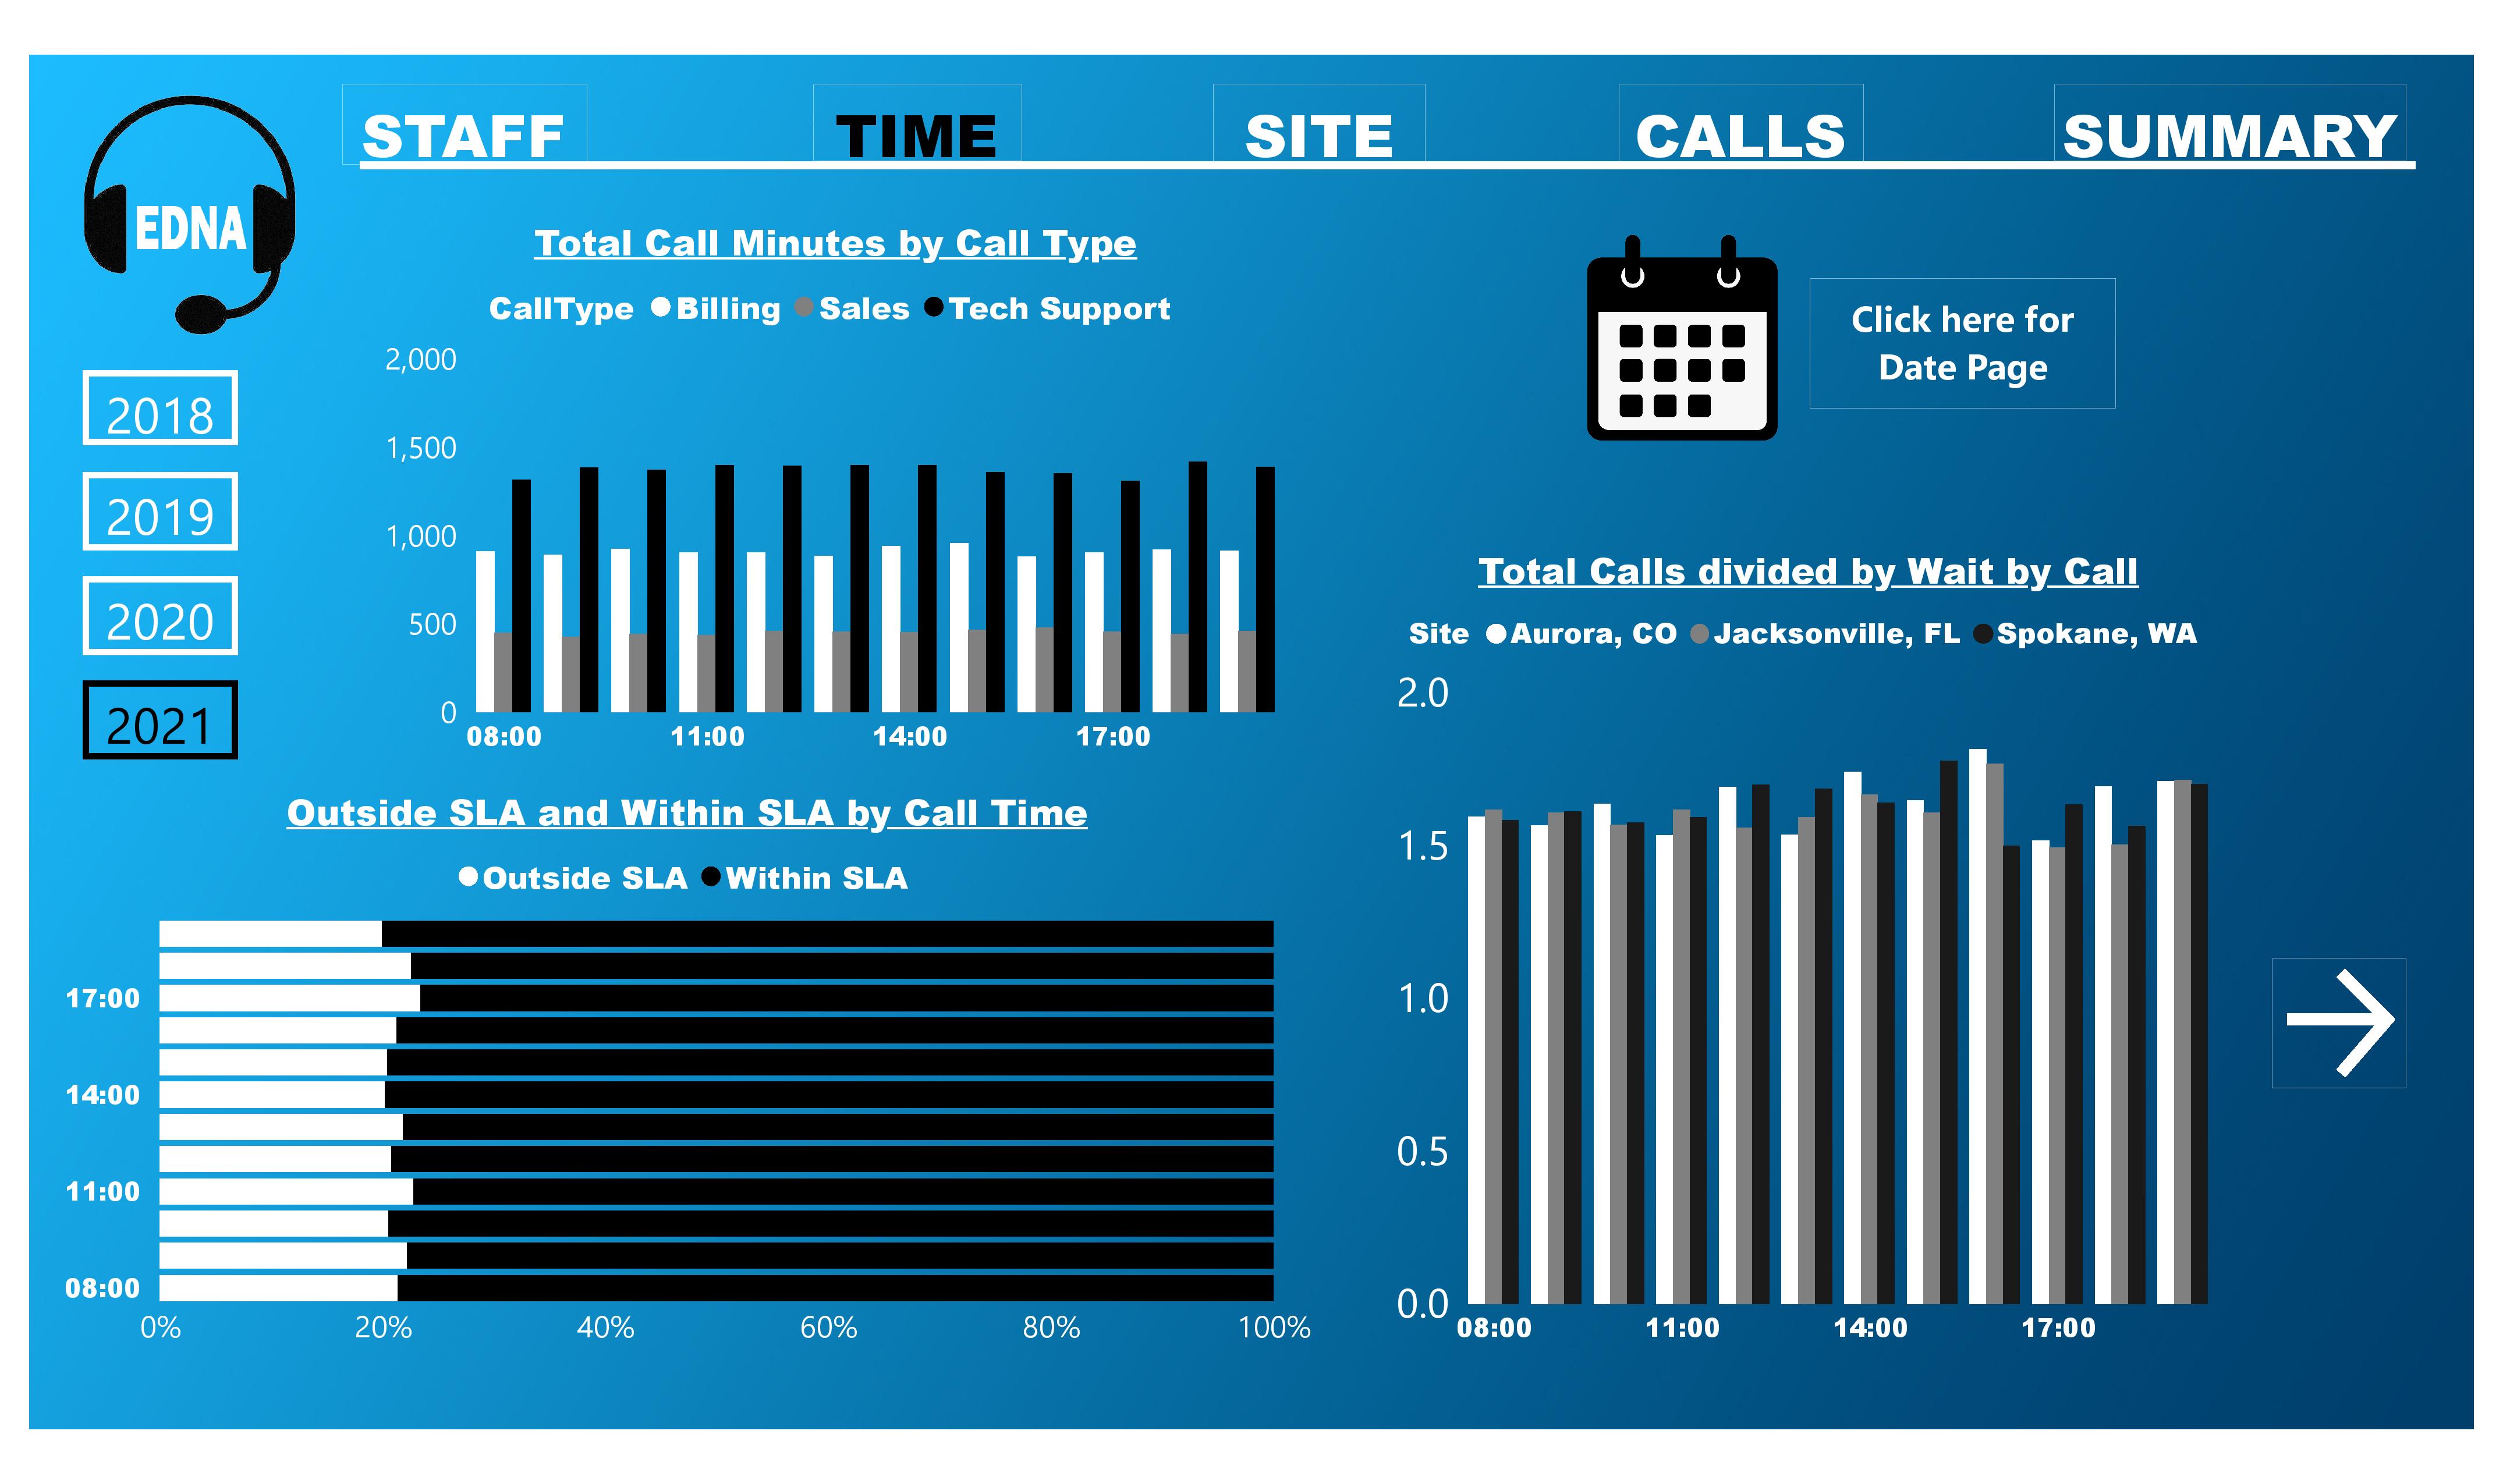 STAFF
TIME
SITE
CALLS
SUMMARY
EDNA
2018
2019
2020
2021
Total Call Minutes by Call Type
CallType Billing Sales Tech Support
2,000
1,500
1,000
500
0
08:00 11:00 14:00 17:00
Click here for
Date Page
Outside SLA and Within SLA by Call Time
Outside SLA Within SLA
17:00
14:00
11:00
08:00
0% 20% 40% 60% 80% 100%
Total Calls divided by Wait by Call
Site Aurora, CO Jacksonville, FL Spokane, WA
2.0
1.5
1.0
0.5
0.0
08:00 11:00 14:00 17:00